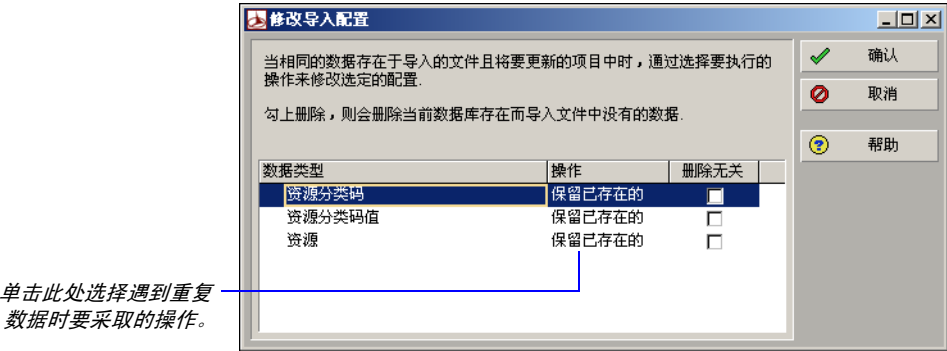 修改导入配置
当相同的数据存在于导入的文件且将要更新的项目中时，通过选择要执行的
操作来修改选定的配置.
勾上删除，则会删除当前数据库存在而导入文件中没有的数据.
确认
取消
帮助
数据类型 操作 删除无关
资源分类码 保留已存在的
资源分类码值 保留已存在的
资源 保留已存在的
单击此处选择遇到重复
数据时要采取的操作。